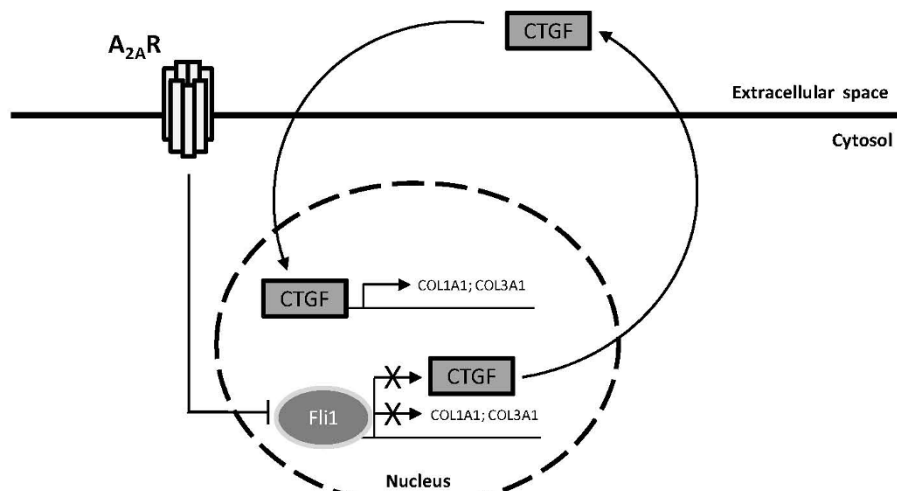 CTGF
A2AR
Extracellular space
Cytosol
CTGF
COL1A1; COL3A1
CTGF
Fli1
COL1A1; COL3A1
Nucleus